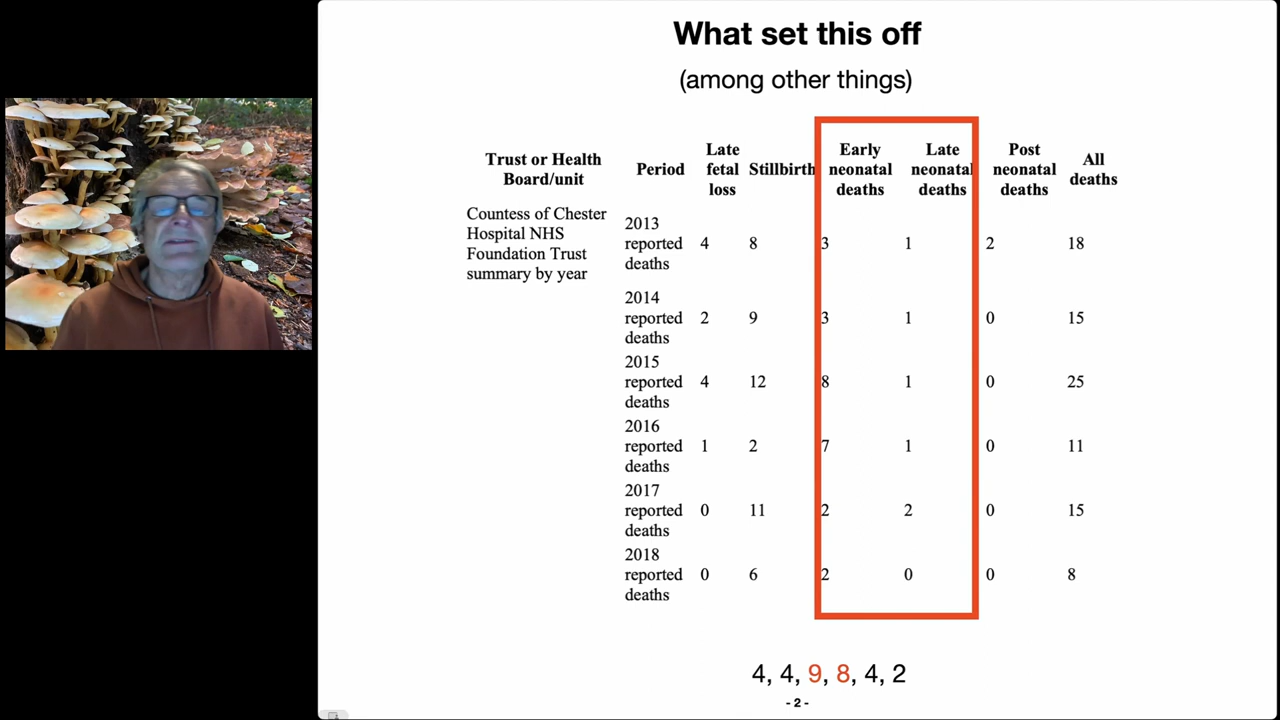 What set this off
(among other things)
Trust or Health
Board/unit
Period
Late
fetal
loss
Stillbirth
Early
neonatal
deaths
Late
neonatal
deaths
Post
neonatal
deaths
All
deaths
Countess of Chester
Hospital NHS
Foundation Trust
summary by year
2013
reported
deaths
4 8 3 1 2 18
2014
reported
deaths
2 9 3 1 0 15
2015
reported
deaths
4 12 8 1 0 25
2016
reported
deaths
1 2 7 1 0 11
2017
reported
deaths
0 11 2 2 0 15
2018
reported
deaths
0 6 2 0 0 8
4, 4, 9, 8, 4, 2
- 2 -